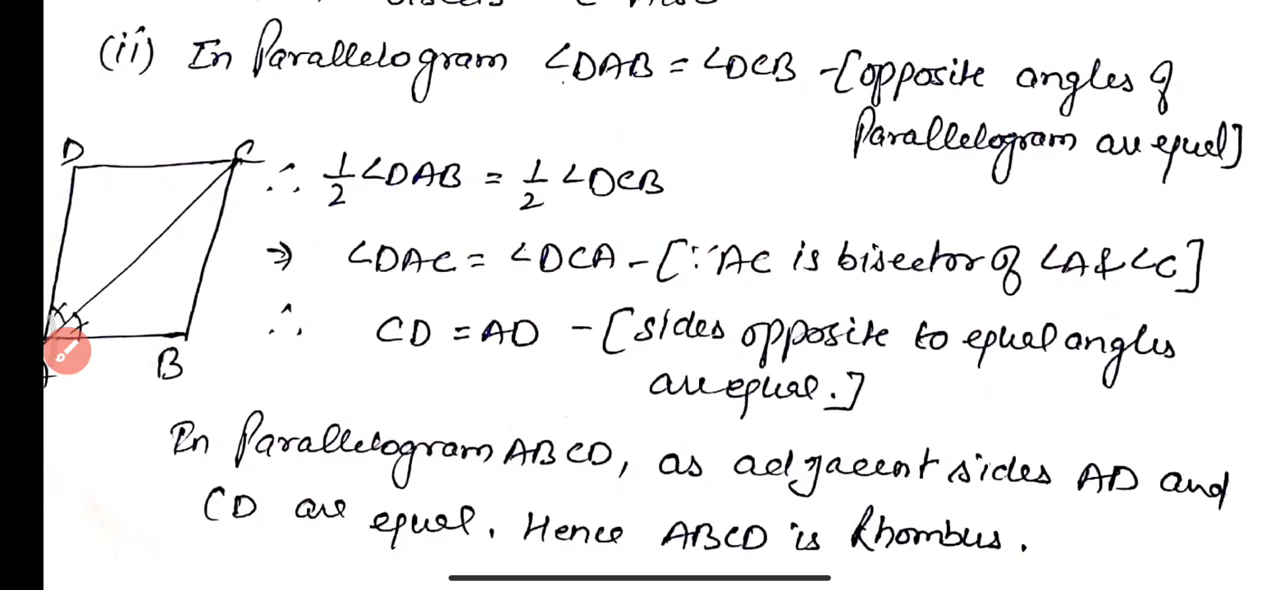 (ii) In Parallelogram ∠DAB = ∠DCB - [opposite angles of
Parallelogram are equal]
D C
∴ 1/2 ∠DAB = 1/2 ∠DCB
⇒ ∠DAC = ∠DCA - [∵ AC is bisector of ∠A & ∠C]
∴ CD = AD - [sides opposite to equal angles
are equal.]
B
In Parallelogram ABCD, as adjacent sides AD and
CD are equal. Hence ABCD is Rhombus.